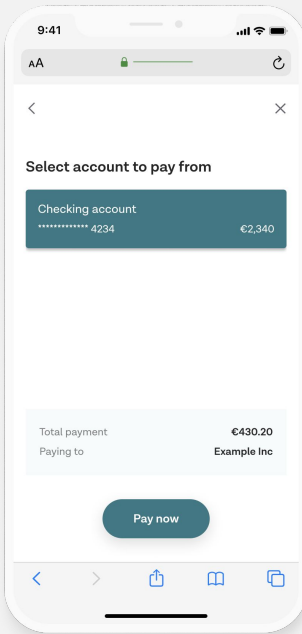 9:41
AA
Select account to pay from
Checking account
************* 4234 €2,340
Total payment €430.20
Paying to Example Inc
Pay now